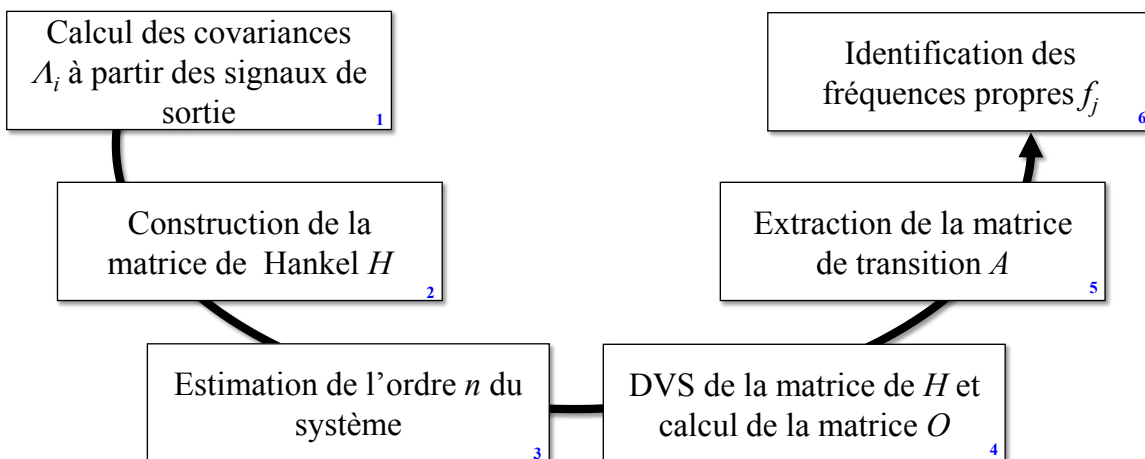 Calcul des covariances
Λi à partir des signaux de
sortie
1
Construction de la
matrice de Hankel H
2
Estimation de l’ordre n du
système
3
DVS de la matrice de H et
calcul de la matrice O
4
Extraction de la matrice
de transition A
5
Identification des
fréquences propres fj
6